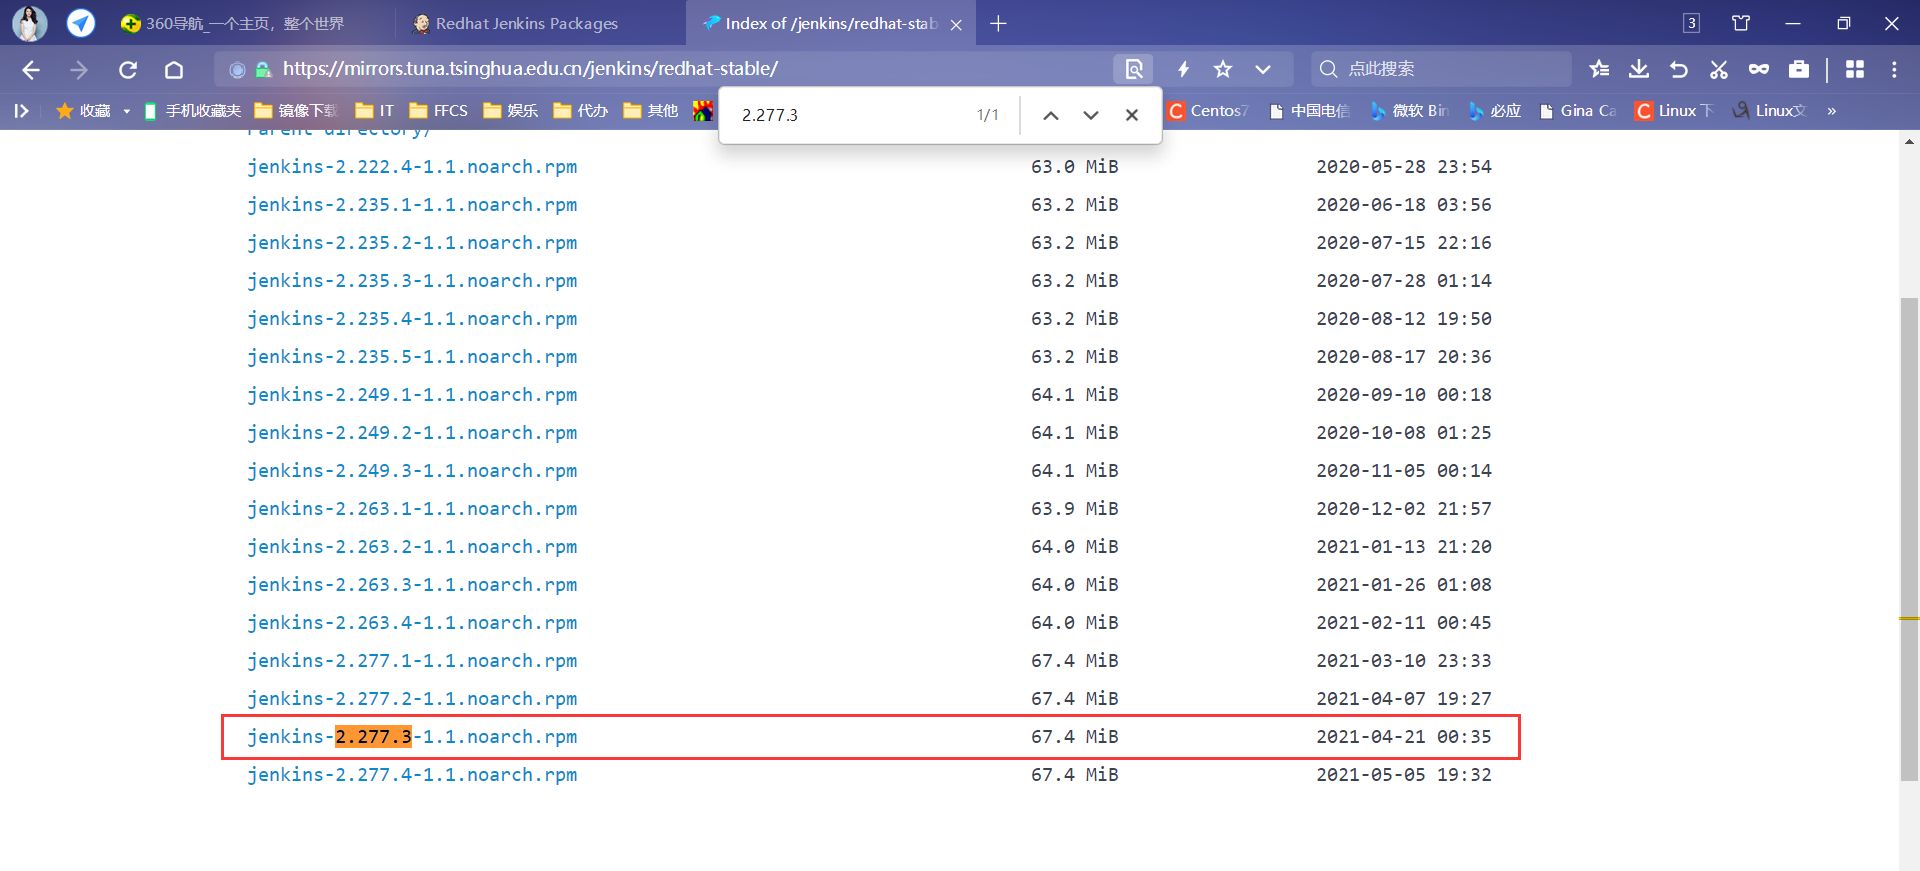 360导航_一个主页，整个世界
Redhat Jenkins Packages
Index of /jenkins/redhat-stab
3
https://mirrors.tuna.tsinghua.edu.cn/jenkins/redhat-stable/
点此搜索
收藏
手机收藏夹
镜像下载
IT
FFCS
娱乐
代办
其他
Centos7
中国电信
微软 Bin
必应
Gina Ca
Linux 下
Linux文
»
2.277.3
1/1
Parent directory/
jenkins-2.222.4-1.1.noarch.rpm 63.0 MiB 2020-05-28 23:54
jenkins-2.235.1-1.1.noarch.rpm 63.2 MiB 2020-06-18 03:56
jenkins-2.235.2-1.1.noarch.rpm 63.2 MiB 2020-07-15 22:16
jenkins-2.235.3-1.1.noarch.rpm 63.2 MiB 2020-07-28 01:14
jenkins-2.235.4-1.1.noarch.rpm 63.2 MiB 2020-08-12 19:50
jenkins-2.235.5-1.1.noarch.rpm 63.2 MiB 2020-08-17 20:36
jenkins-2.249.1-1.1.noarch.rpm 64.1 MiB 2020-09-10 00:18
jenkins-2.249.2-1.1.noarch.rpm 64.1 MiB 2020-10-08 01:25
jenkins-2.249.3-1.1.noarch.rpm 64.1 MiB 2020-11-05 00:14
jenkins-2.263.1-1.1.noarch.rpm 63.9 MiB 2020-12-02 21:57
jenkins-2.263.2-1.1.noarch.rpm 64.0 MiB 2021-01-13 21:20
jenkins-2.263.3-1.1.noarch.rpm 64.0 MiB 2021-01-26 01:08
jenkins-2.263.4-1.1.noarch.rpm 64.0 MiB 2021-02-11 00:45
jenkins-2.277.1-1.1.noarch.rpm 67.4 MiB 2021-03-10 23:33
jenkins-2.277.2-1.1.noarch.rpm 67.4 MiB 2021-04-07 19:27
jenkins-2.277.3-1.1.noarch.rpm 67.4 MiB 2021-04-21 00:35
jenkins-2.277.4-1.1.noarch.rpm 67.4 MiB 2021-05-05 19:32